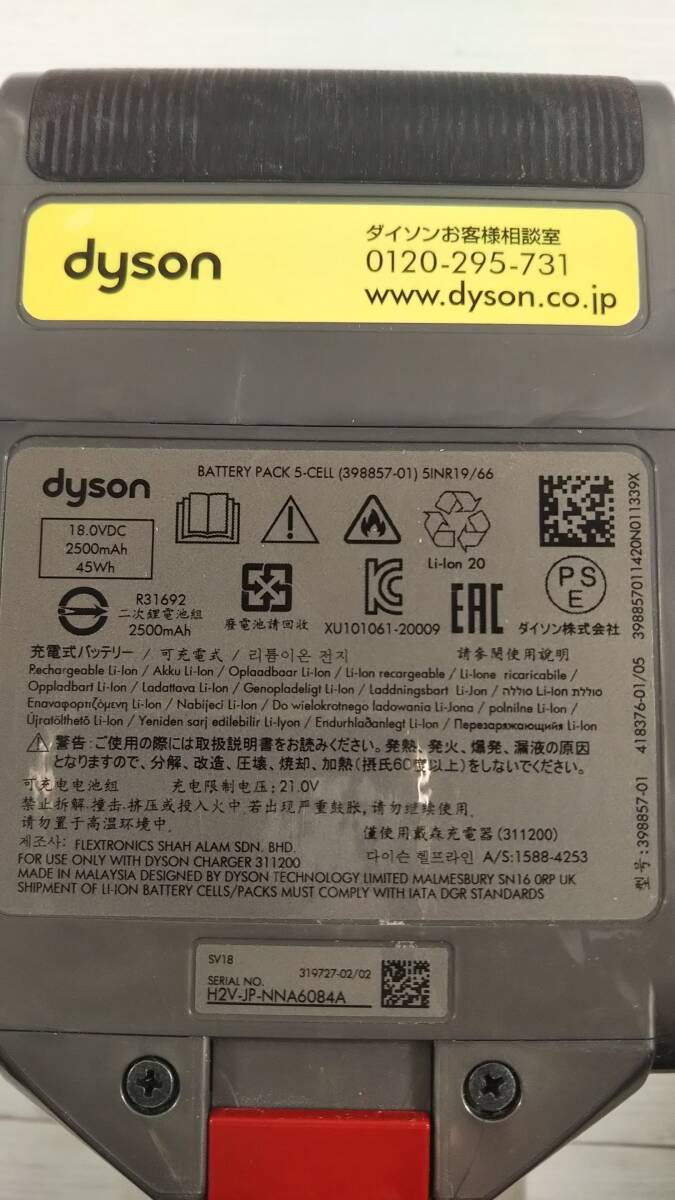 dyson
ダイソンお客様相談室
0120-295-731
www.dyson.co.jp
dyson
BATTERY PACK 5-CELL (398857-01) 5INR19/66
18.0VDC
2500mAh
45Wh
Li-Ion 20
R31692
二次鋰電池組
2500mAh
廢電池請回收
XU101061-20009
EAC
PSE
ダイソン株式会社
充電式バッテリー / 可充電式 / 리튬이온 전지
請參閱使用說明
Rechargeable Li-Ion / Akku Li-Ion / Oplaadbaar Li-Ion / Li-Ion recargeable / Li-Ione ricaricabile /
Oppladbart Li-Ion / Ladattava Li-Ion / Genopladeligt Li-Ion / Laddningsbart Li-Jon / סוללת Li-Ion סוללה
Επαναφορτιζόμενη Li-Ion / Nabijecí Li-Ion / Do wielokrotnego ladowania Li-Jona / polnilne Li-Ion /
Újratölthető Li-Ion / Yeniden sarj edilebilir Li-Iyon / Endurhlaðanlegt Li-Ion / Перезаряжающийся Li-Ion
警告:ご使用の際には取扱説明書をお読みください。発熱、発火、爆発、漏液の原因
となりますので、分解、改造、圧壊、焼却、加熱(摂氏60度以上)をしないでください。
可充电电池组 充电限制电压:21.0V
禁止拆解,撞击,挤压或投入火中.若出现严重鼓胀,请勿继续使用.
请勿置于高温环境中.
僅使用戴森充電器(311200)
제조사: FLEXTRONICS SHAH ALAM SDN. BHD.
다이슨 헬프라인 A/S:1588-4253
FOR USE ONLY WITH DYSON CHARGER 311200
MADE IN MALAYSIA DESIGNED BY DYSON TECHNOLOGY LIMITED MALMESBURY SN16 0RP UK
SHIPMENT OF LI-ION BATTERY CELLS/PACKS MUST COMPLY WITH IATA DGR STANDARDS
型号:398857-01 418376-01/05 398857011420N011339X
SV18
319727-02/02
SERIAL NO.
H2V-JP-NNA6084A